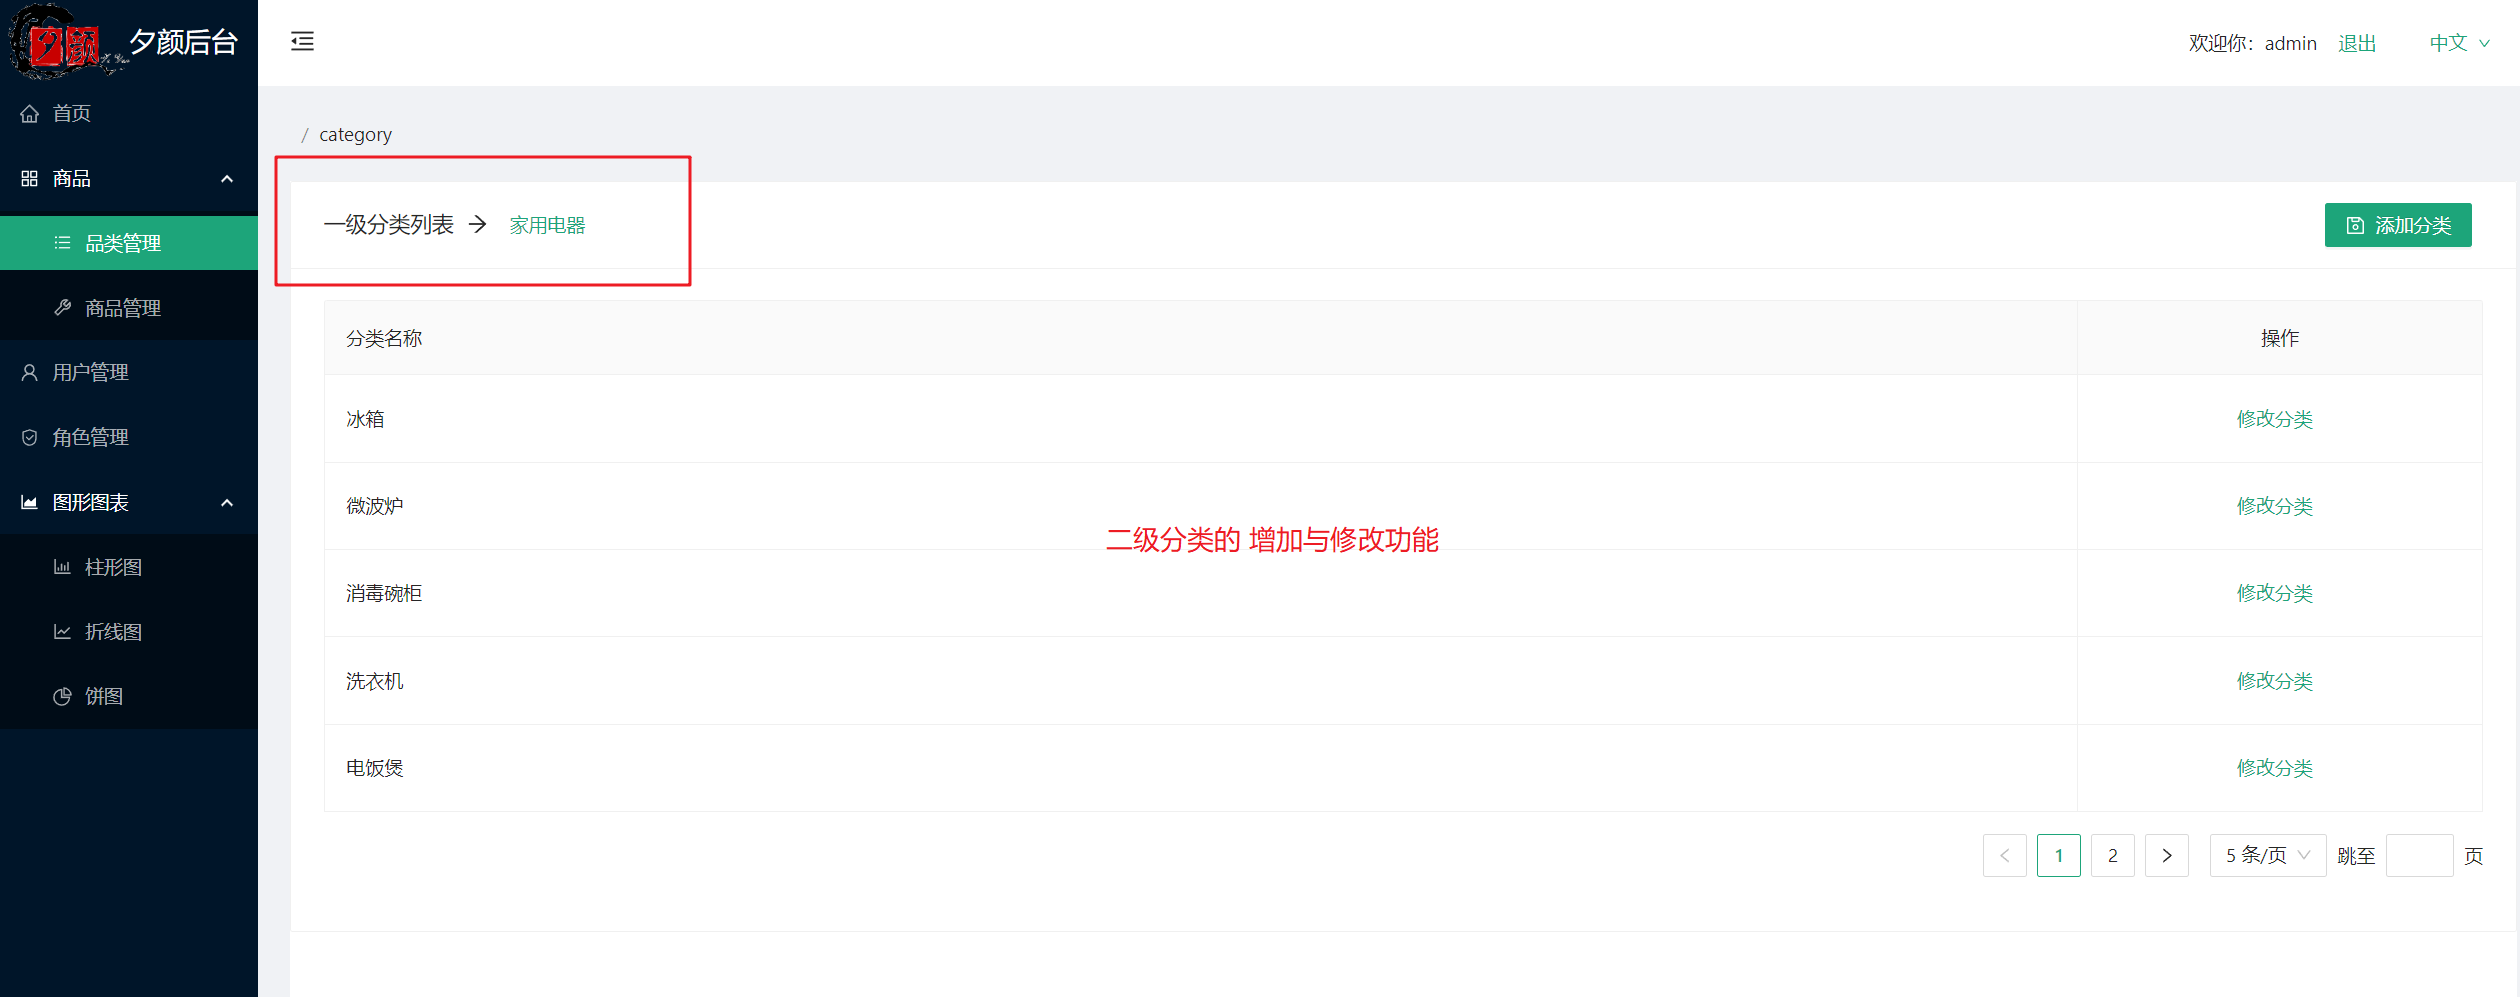 夕颜
夕颜后台
欢迎你：admin 退出 中文
首页
商品
品类管理
商品管理
用户管理
角色管理
图形图表
柱形图
折线图
饼图
/ category
一级分类列表 → 家用电器
添加分类
分类名称 操作
冰箱 修改分类
微波炉 修改分类
二级分类的 增加与修改功能
消毒碗柜 修改分类
洗衣机 修改分类
电饭煲 修改分类
< 1 2 > 5 条/页 跳至 页